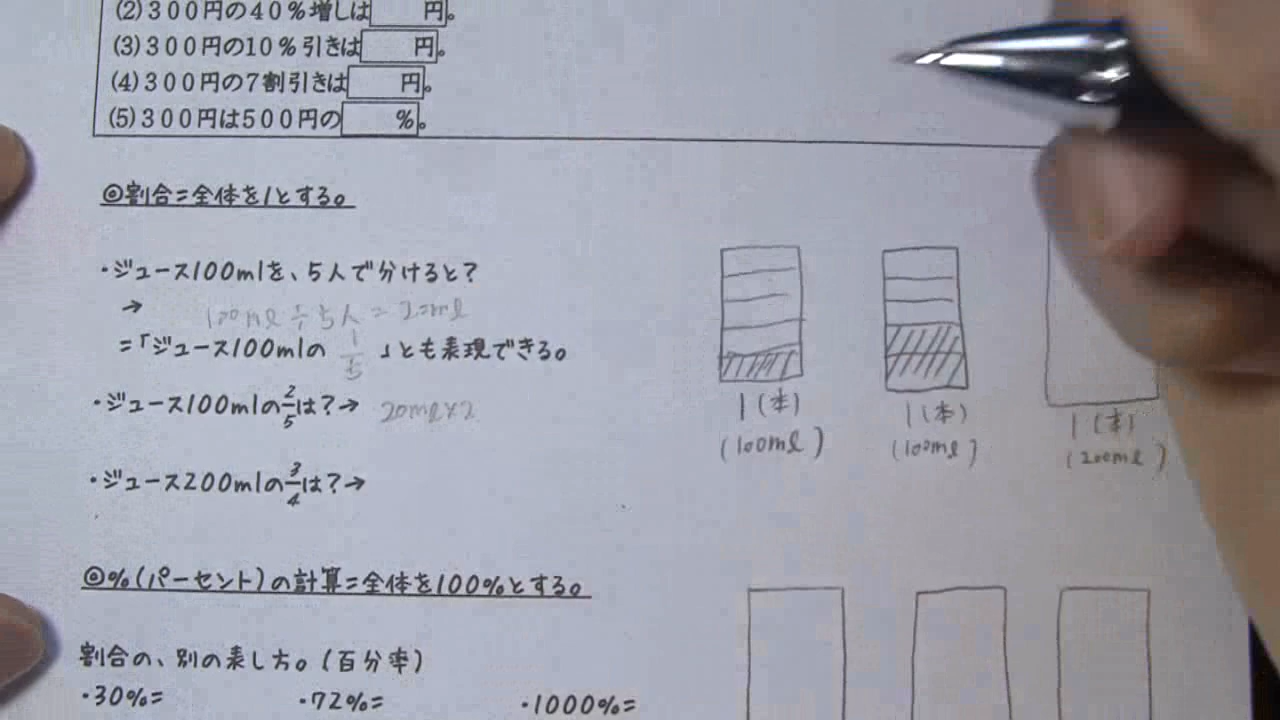 (2)300円の40%増しは 円。
(3)300円の10%引きは 円。
(4)300円の7割引きは 円。
(5)300円は500円の %。
◎割合=全体を1とする。
・ジュース100mlを、5人で分けると?
→ 100ml÷5人=20ml
=「ジュース100mlの 1/5 」とも表現できる。
・ジュース100mlの2/5は?→ 20ml×2
・ジュース200mlの3/4は?→
1(本)
(100ml)
1(本)
(100ml)
1(本)
(200ml)
◎%(パーセント)の計算=全体を100%とする。
割合の、別の表し方。(百分率)
・30%= ・72%= ・1000%=